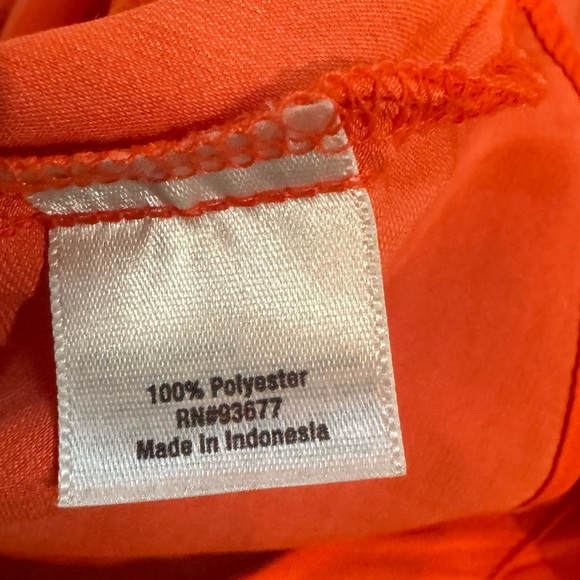 100% Polyester
RN#93677
Made in Indonesia